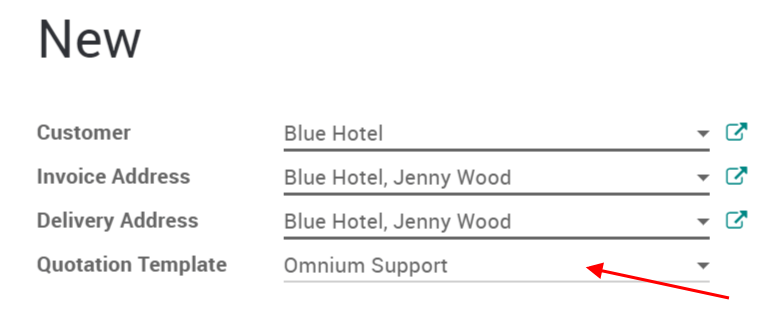 New
Customer Blue Hotel
Invoice Address Blue Hotel, Jenny Wood
Delivery Address Blue Hotel, Jenny Wood
Quotation Template Omnium Support